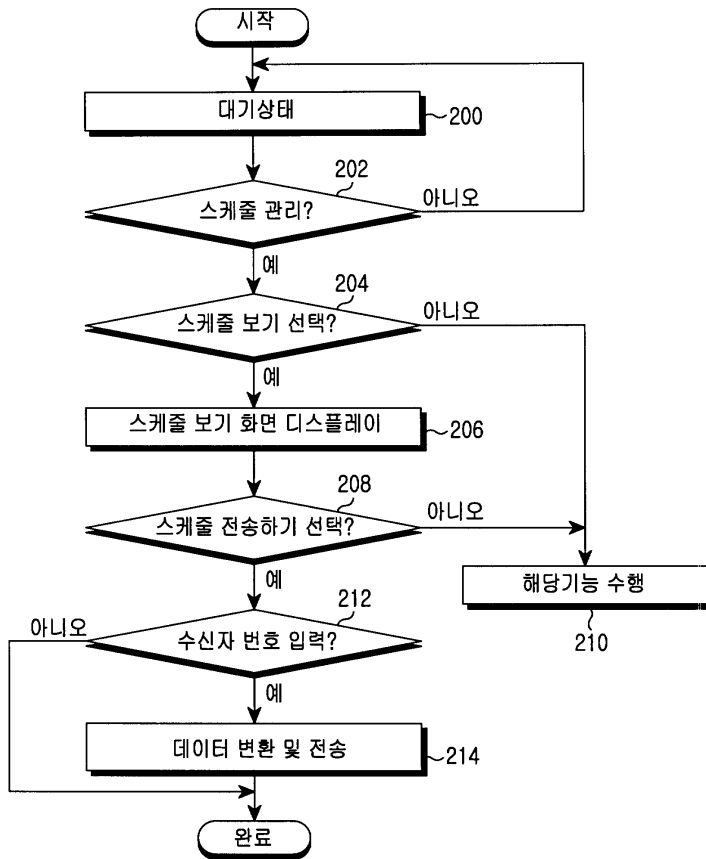 시작
대기상태
200
202
스케줄 관리?
아니오
예
204
스케줄 보기 선택?
아니오
예
스케줄 보기 화면 디스플레이
206
208
스케줄 전송하기 선택?
아니오
예
해당기능 수행
210
212
수신자 번호 입력?
아니오
예
데이터 변환 및 전송
214
완료